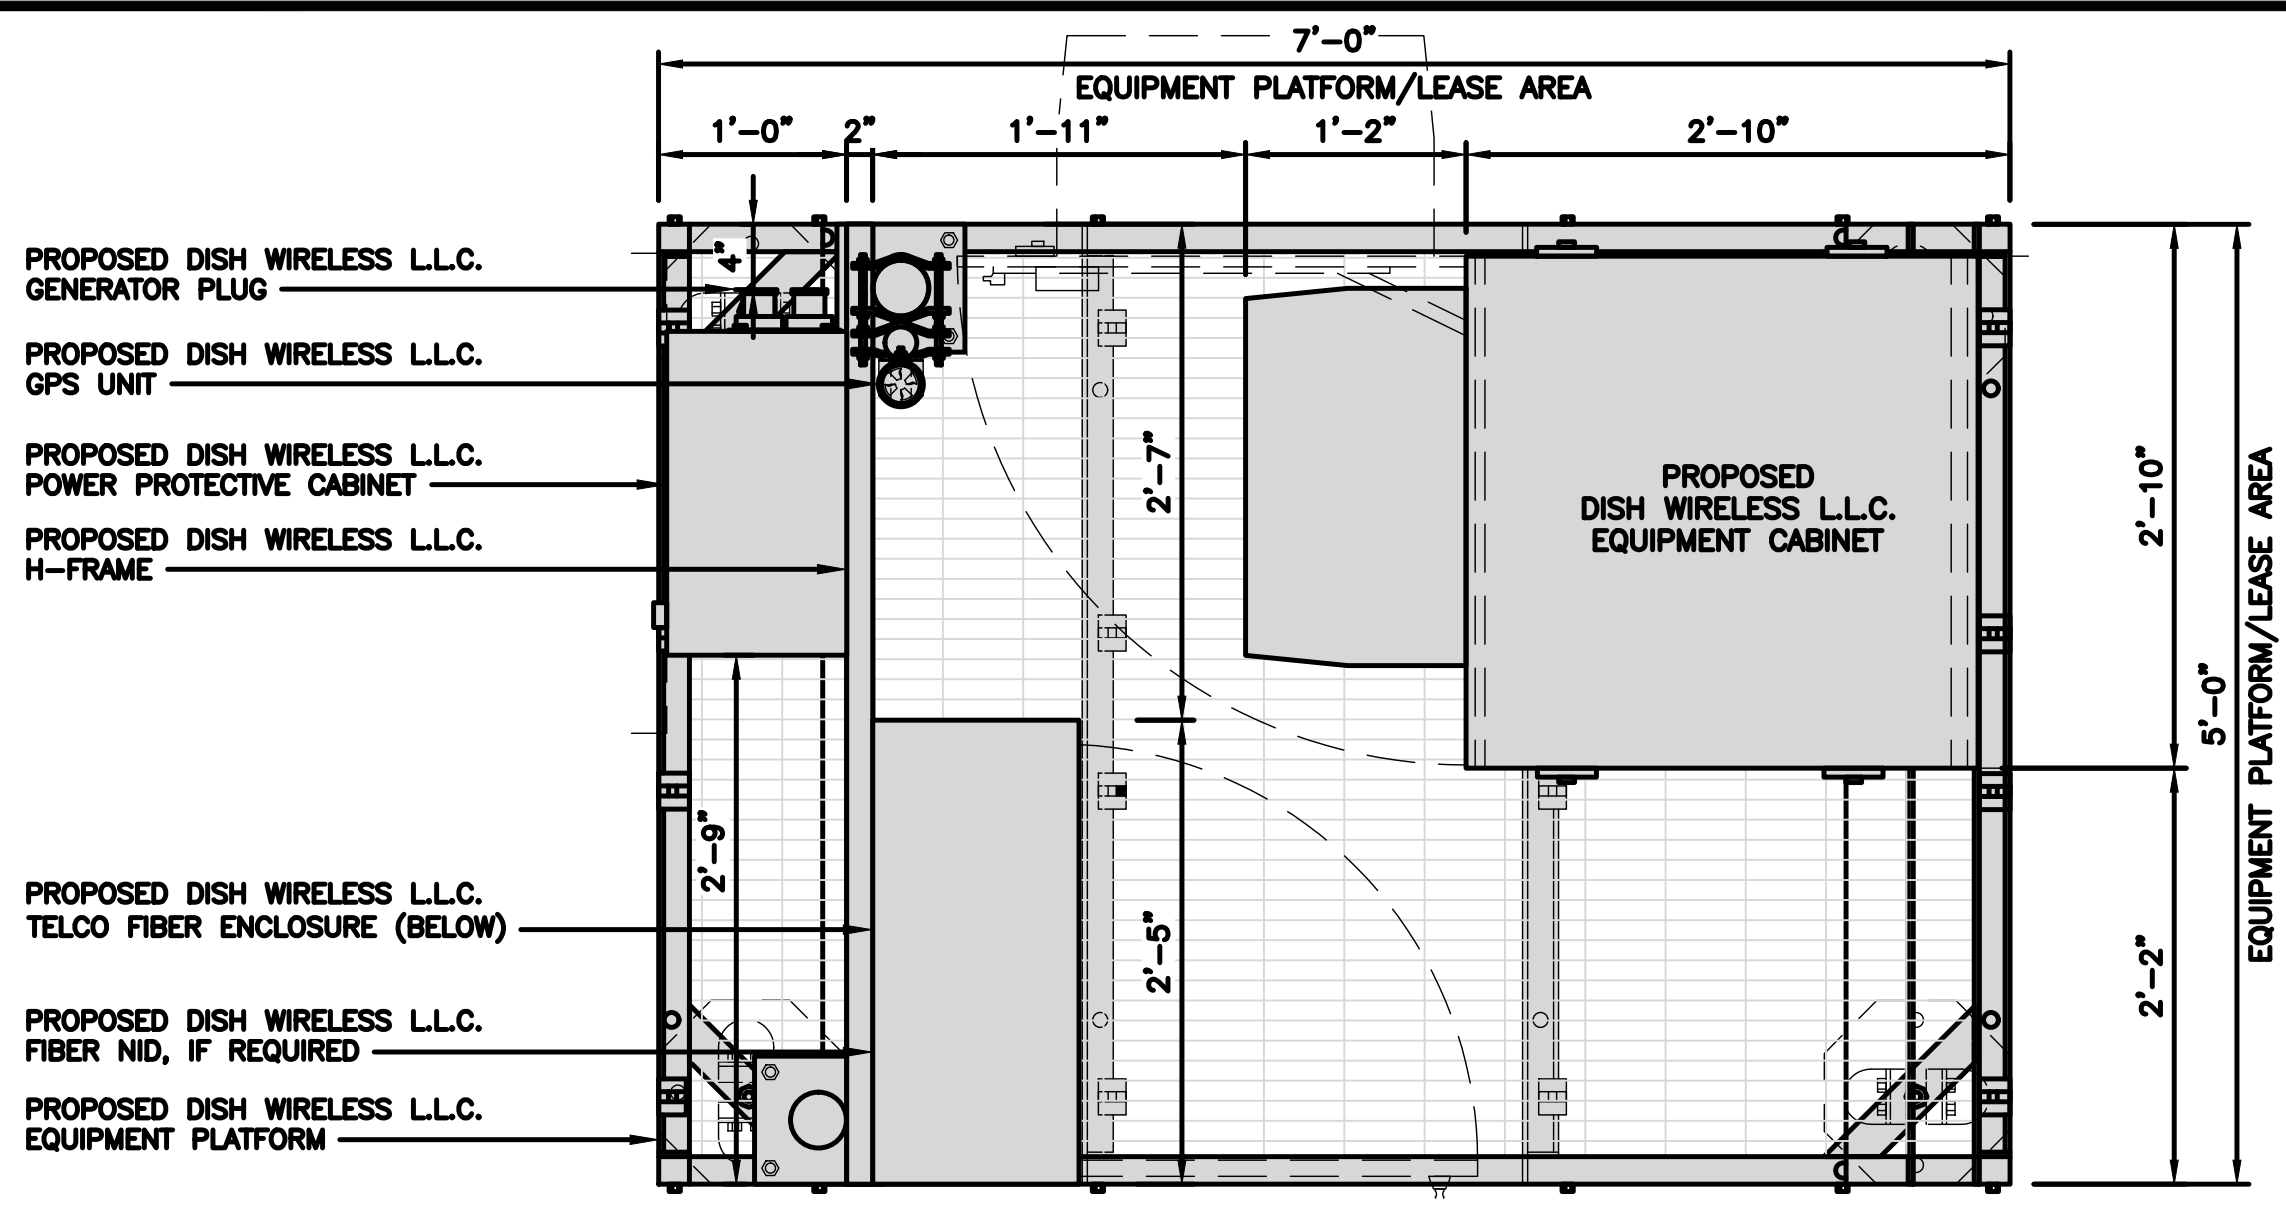 7'-0"
EQUIPMENT PLATFORM/LEASE AREA
1'-0" 2" 1'-11" 1'-2" 2'-10"
PROPOSED DISH WIRELESS L.L.C.
GENERATOR PLUG
4"
PROPOSED DISH WIRELESS L.L.C.
GPS UNIT
PROPOSED DISH WIRELESS L.L.C.
POWER PROTECTIVE CABINET
PROPOSED DISH WIRELESS L.L.C.
H-FRAME
2'-7"
PROPOSED
DISH WIRELESS L.L.C.
EQUIPMENT CABINET
2'-10"
5'-0"
EQUIPMENT PLATFORM/LEASE AREA
2'-9"
PROPOSED DISH WIRELESS L.L.C.
TELCO FIBER ENCLOSURE (BELOW)
2'-5"
2'-2"
PROPOSED DISH WIRELESS L.L.C.
FIBER NID, IF REQUIRED
PROPOSED DISH WIRELESS L.L.C.
EQUIPMENT PLATFORM